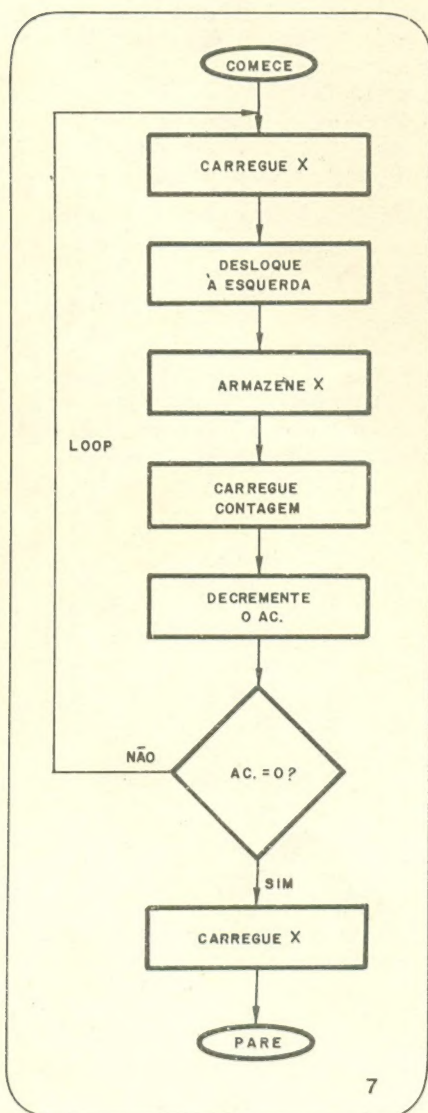 COMECE
CARREGUE X
DESLOQUE
À ESQUERDA
ARMAZENE X
LOOP
CARREGUE
CONTAGEM
DECREMENTE
O AC.
NÃO
AC. = 0 ?
SIM
CARREGUE X
PARE
7